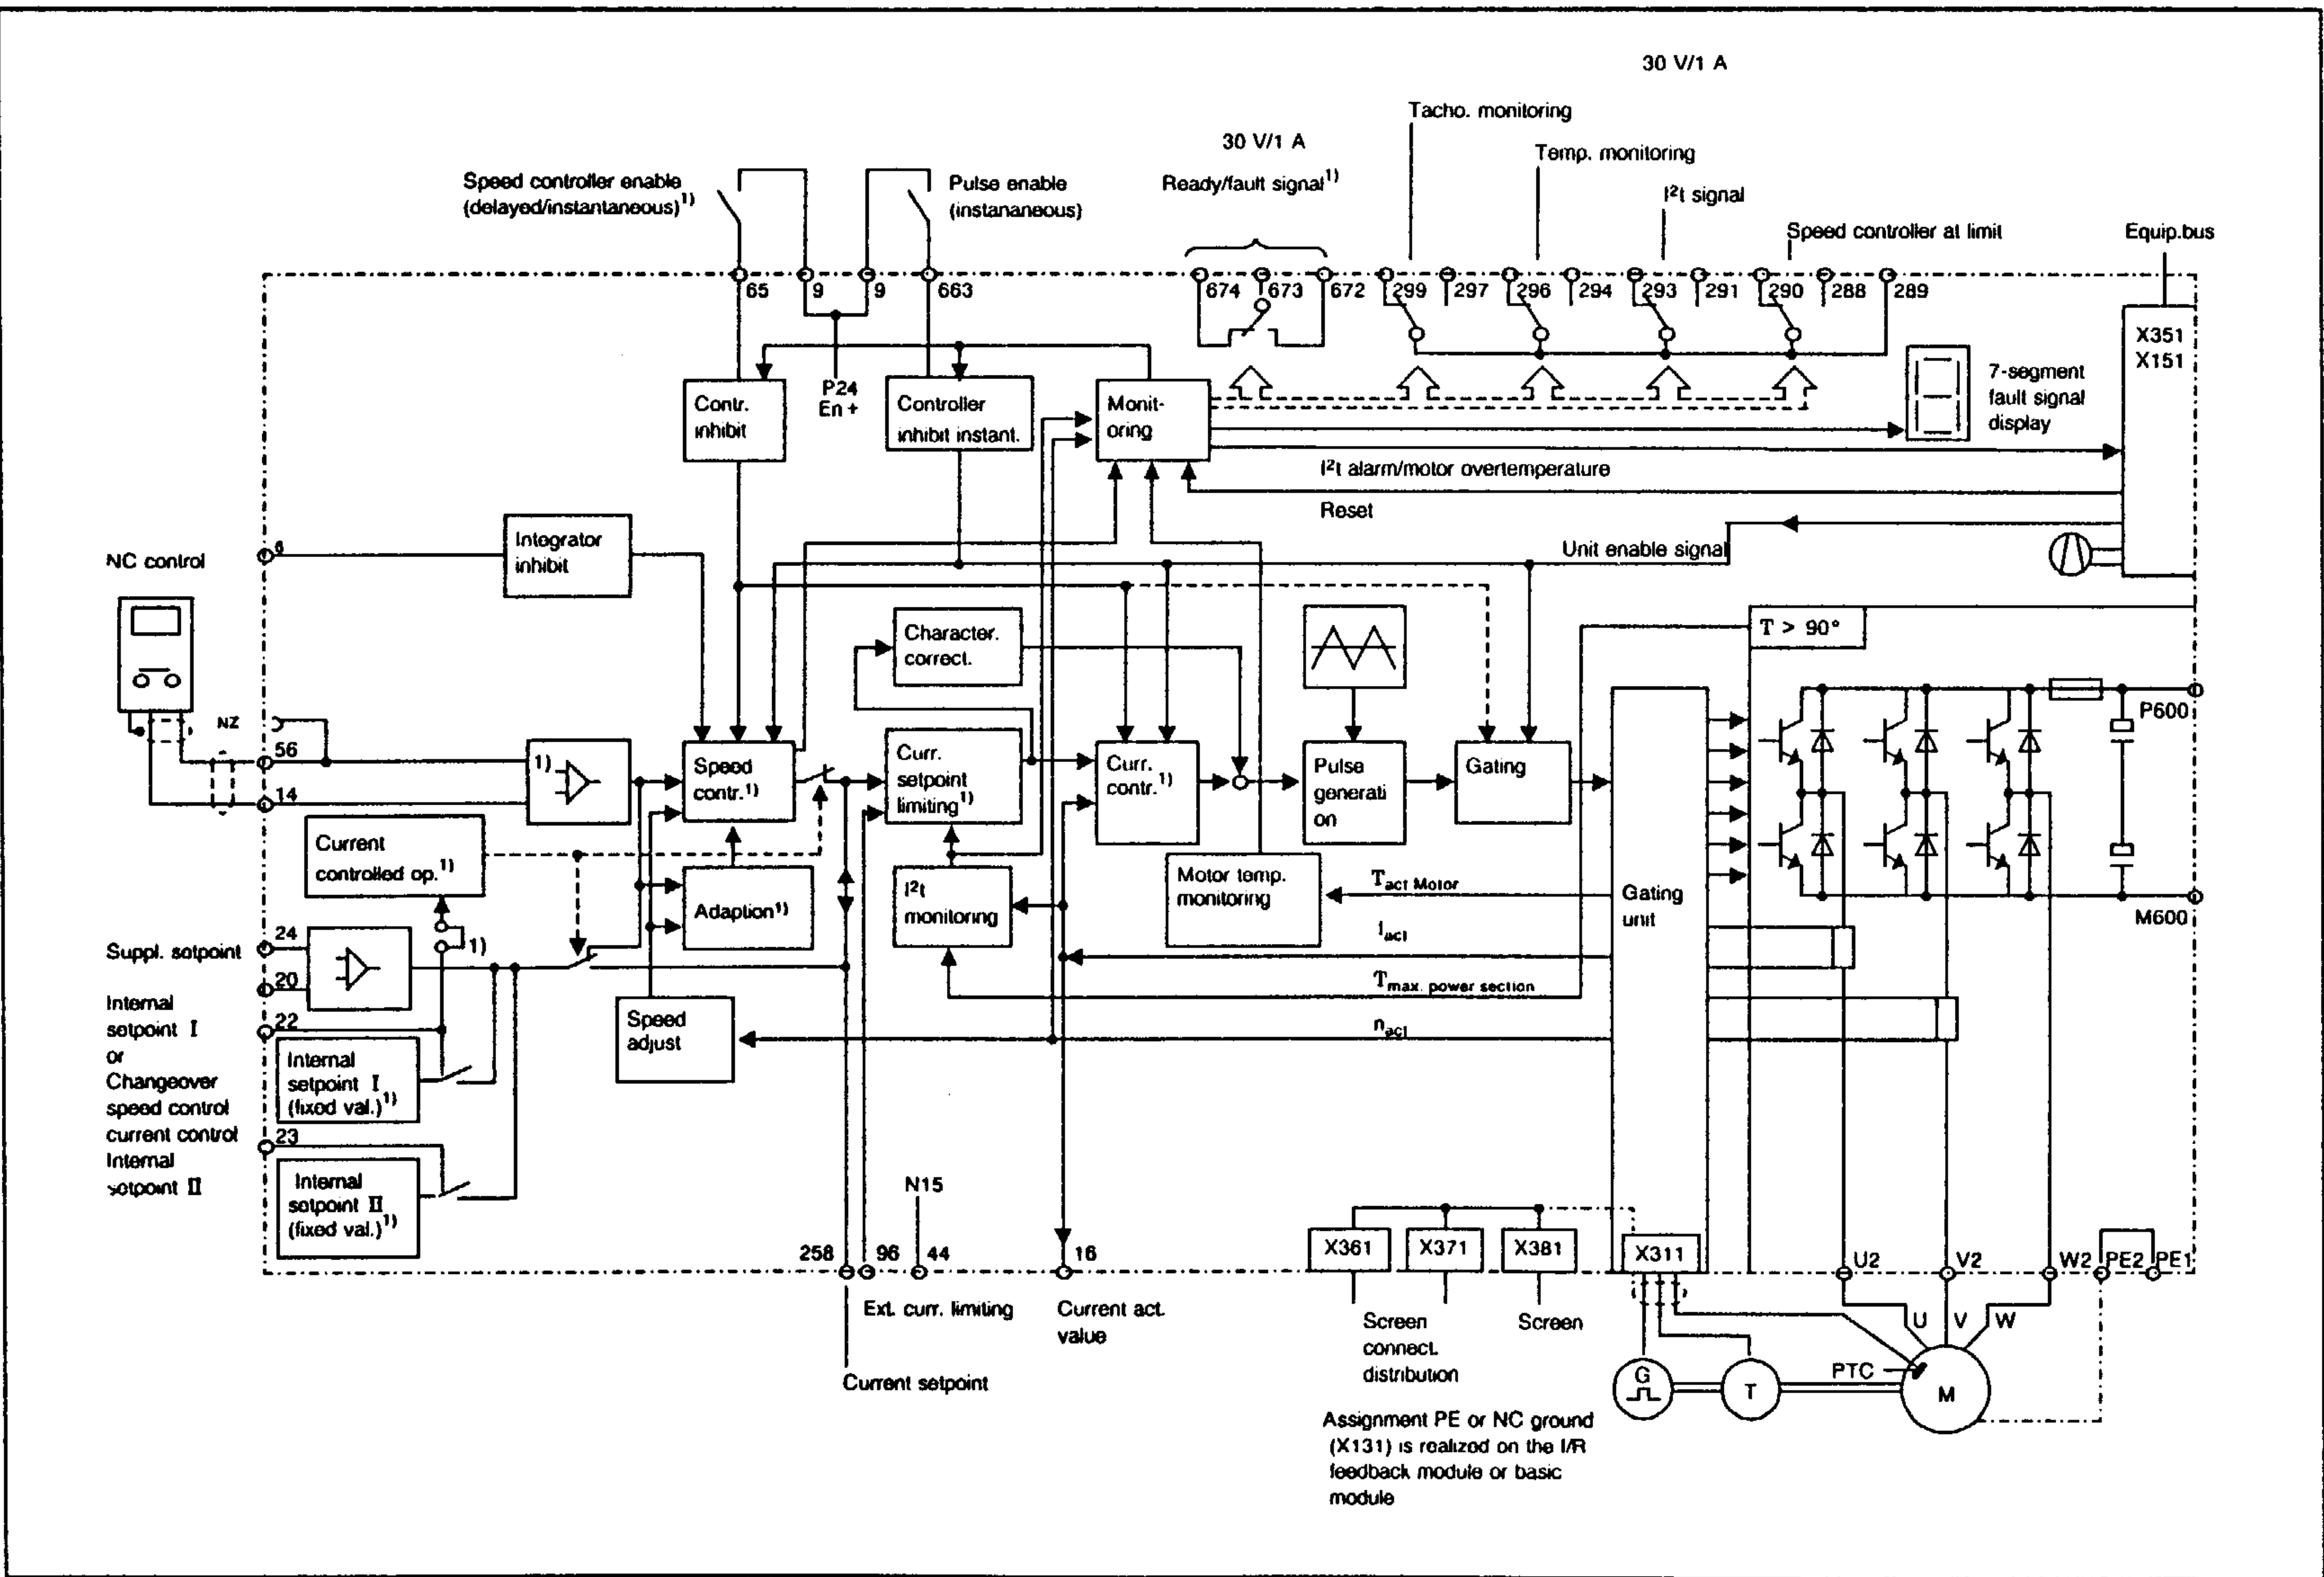 30 V/1 A
Tacho. monitoring
30 V/1 A
Temp. monitoring
Ready/fault signal1)
I2t signal
Speed controller enable
(delayed/instantaneous)1)
Pulse enable
(instananeous)
Speed controller at limit
Equip.bus
65
9
9
663
674
673
672
299
297
296
294
293
291
290
288
289
X351
X151
P24
En +
Contr.
inhibit
Controller
inhibit instant.
Monit-
oring
7-segment
fault signal
display
I2t alarm/motor overtemperature
Reset
Unit enable signal
NC control
6
Integrator
inhibit
Character.
correct.
T > 90°
NZ
56
14
1)
Speed
contr.1)
Curr.
setpoint
limiting1)
Curr.
contr.1)
Pulse
generati
on
Gating
P600
M600
Current
controlled op.1)
1)
Adaption1)
I2t
monitoring
Motor temp.
monitoring
Tact Motor
Iact
Tmax. power section
nact
Gating
unit
Suppl. setpoint
24
20
Internal
setpoint I
or
Changeover
speed control
current control
Internal
setpoint II
22
Internal
setpoint I
(fixed val.)1)
23
Internal
setpoint II
(fixed val.)1)
Speed
adjust
N15
258
96
44
16
X361
X371
X381
X311
U2
V2
W2
PE2
PE1
Ext. curr. limiting
Current act.
value
Current setpoint
Screen
connect.
distribution
Screen
U
V
W
PTC
G
T
M
Assignment PE or NC ground
(X131) is realized on the I/R
feedback module or basic
module